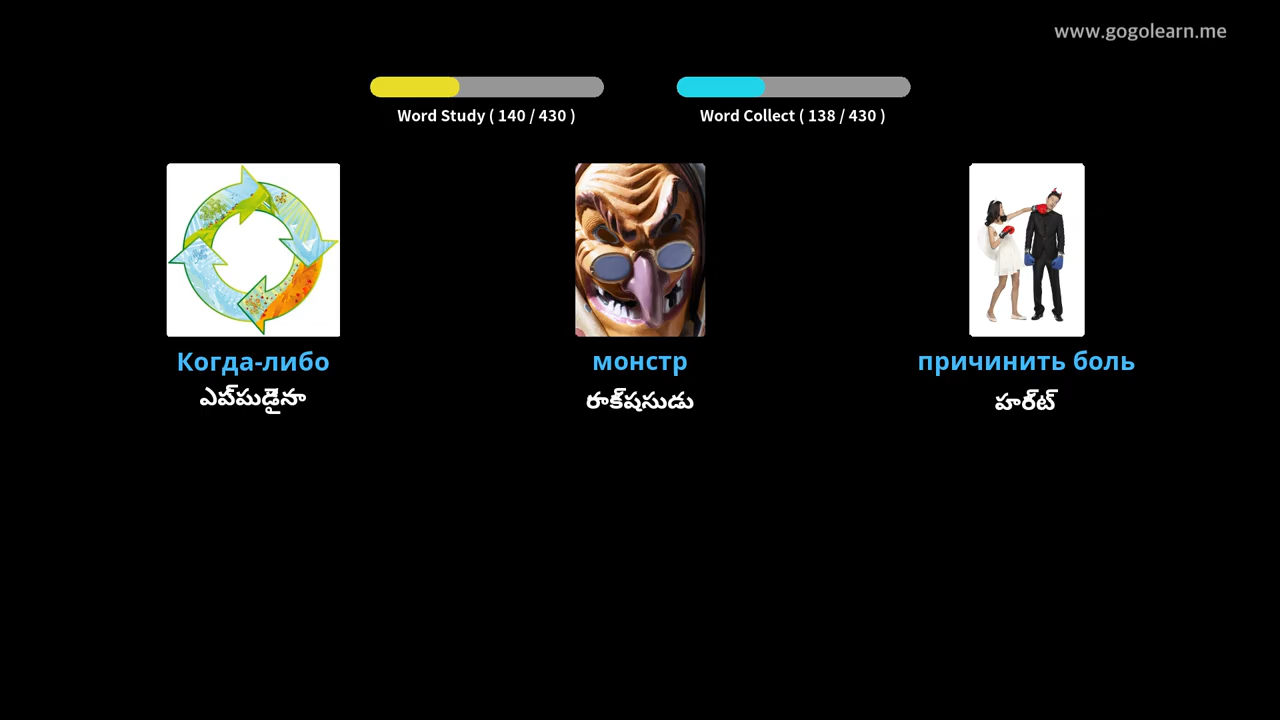 www.gogolearn.me
Word Study ( 140 / 430 )
Word Collect ( 138 / 430 )
Когда-либо
монстр
причинить боль
ఎప్పుడైనా
రాక్షసుడు
హర్ట్